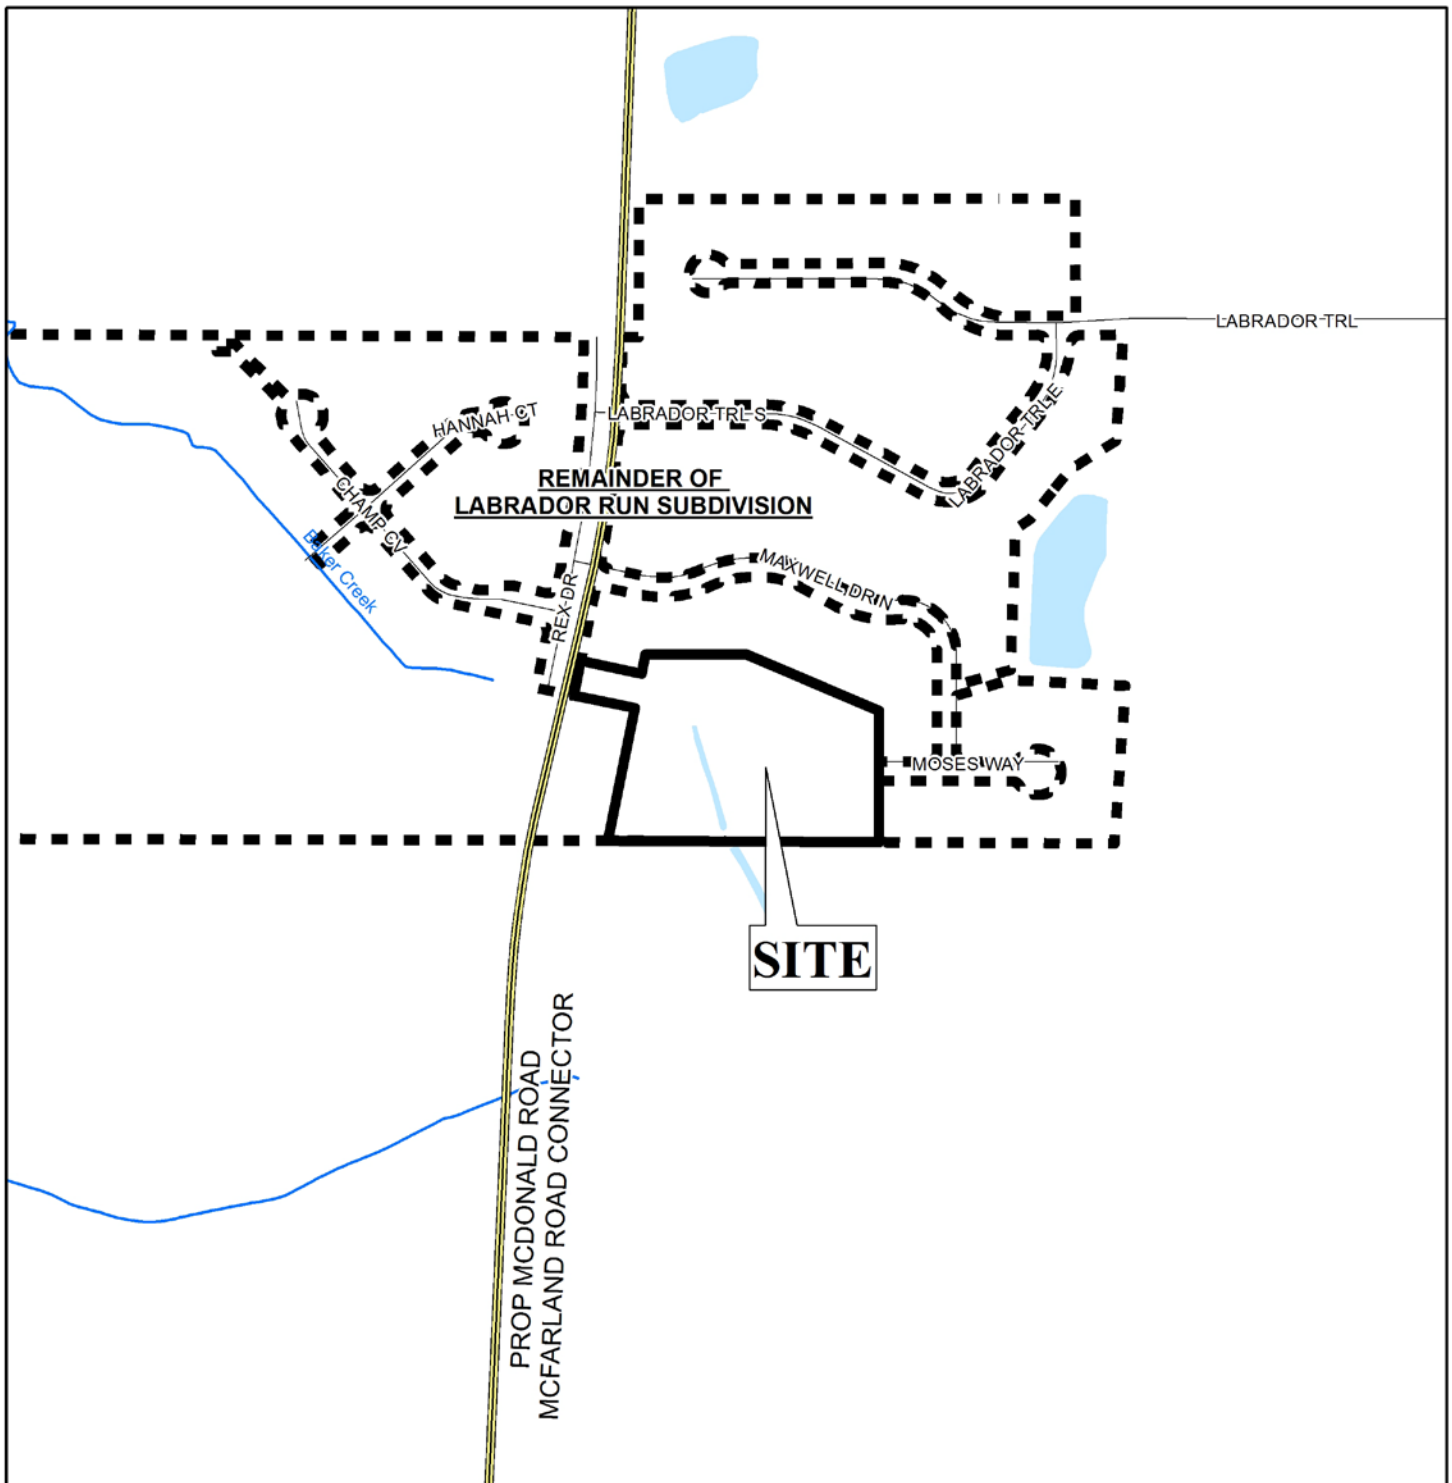 LABRADOR TRL
LABRADOR TRL E
HANNAH CT
LABRADOR TRL S
REMAINDER OF
LABRADOR RUN SUBDIVISION
CHAMP CV
Baker Creek
MAXWELL DR N
REX DR
MOSES WAY
SITE
PROP MCDONALD ROAD
MCFARLAND ROAD CONNECTOR